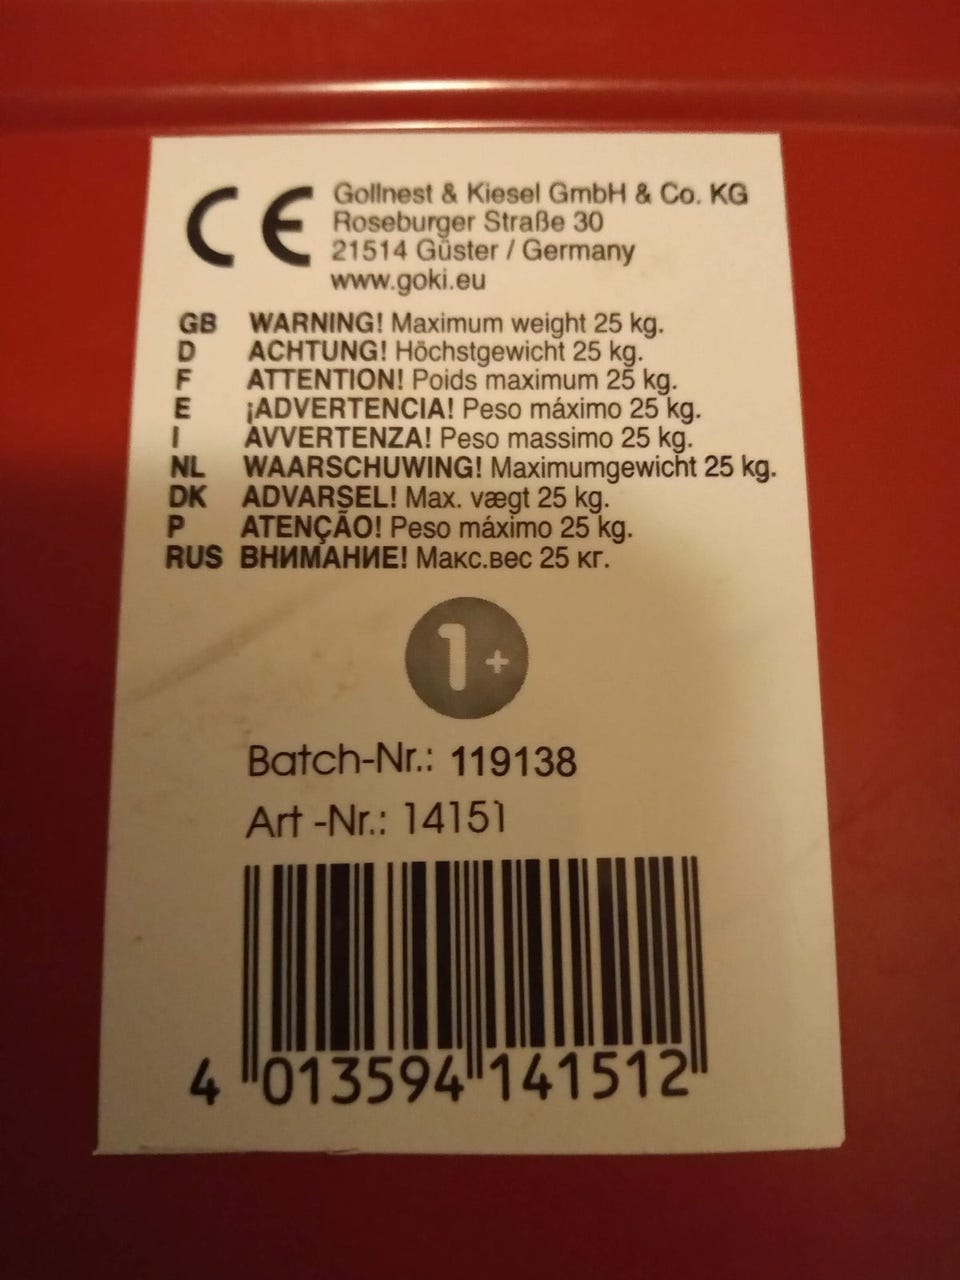 CE
Gollnest & Kiesel GmbH & Co. KG
Roseburger Straße 30
21514 Güster / Germany
www.goki.eu
GB WARNING! Maximum weight 25 kg.
D ACHTUNG! Höchstgewicht 25 kg.
F ATTENTION! Poids maximum 25 kg.
E ¡ADVERTENCIA! Peso máximo 25 kg.
I AVVERTENZA! Peso massimo 25 kg.
NL WAARSCHUWING! Maximumgewicht 25 kg.
DK ADVARSEL! Max. vægt 25 kg.
P ATENÇÃO! Peso máximo 25 kg.
RUS ВНИМАНИЕ! Макс.вес 25 кг.
1+
Batch-Nr.: 119138
Art -Nr.: 14151
4 013594 141512